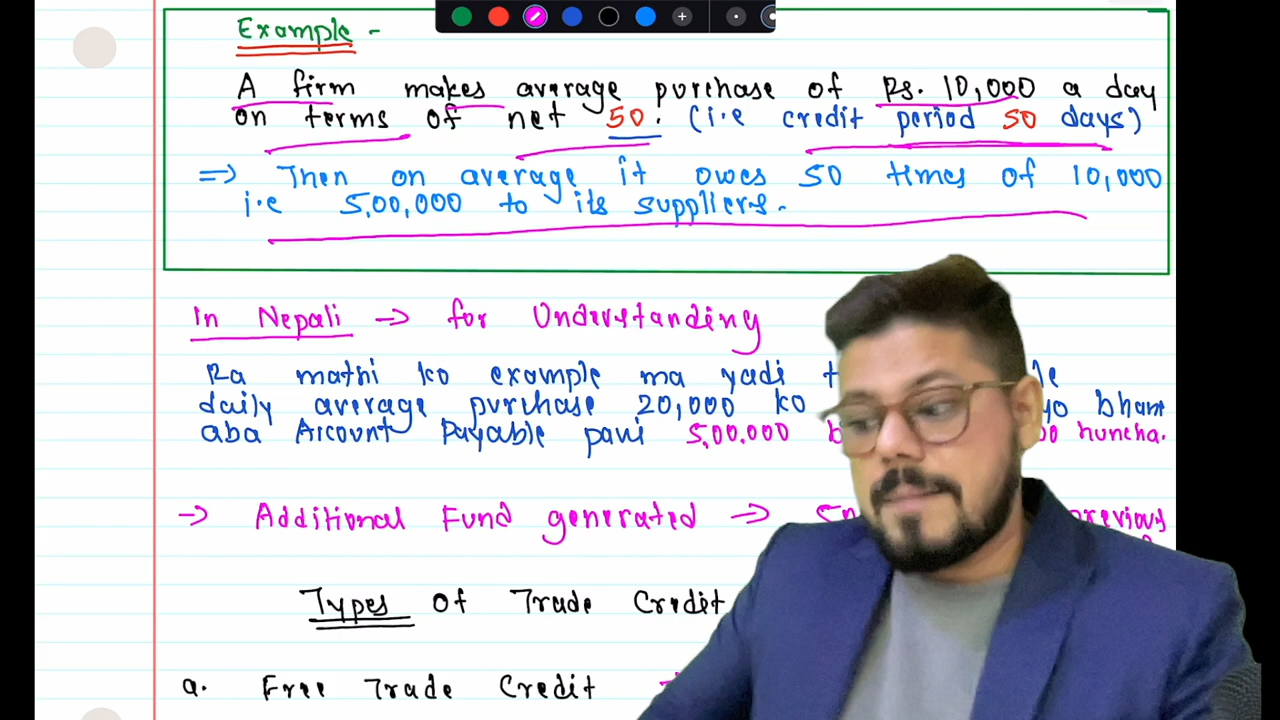 Example -
A firm makes average purchase of Rs. 10,000 a day
on terms of net 50. (i.e credit period 50 days)
=> Then on average it owes 50 times of 10,000
i.e 5,00,000 to its suppliers.
In Nepali -> for Understanding
Ra mathi ko example ma yadi
daily average purchase 20,000 ko
aba Account Payable pani 5,00,000 huncha.
-> Additional Fund generated -> previous
Types of Trade Credit
a. Free Trade Credit